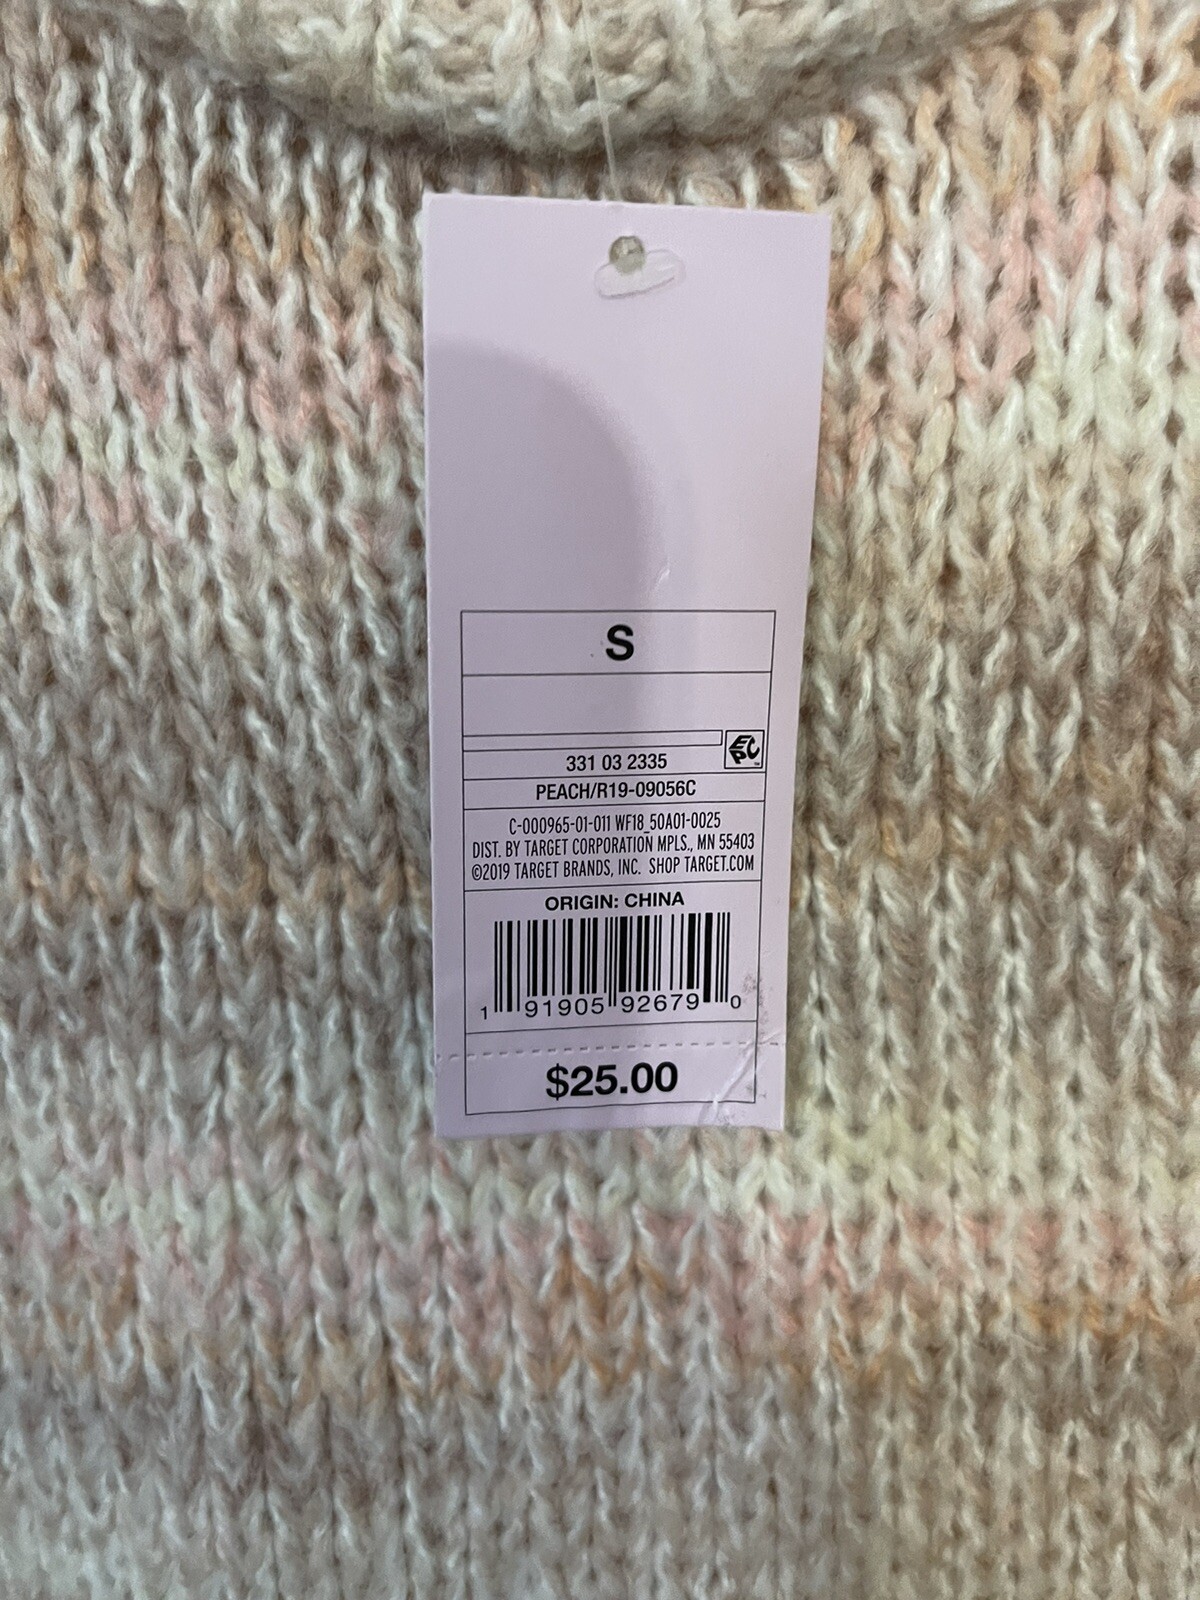 S
EPC
331 03 2335
PEACH/R19-09056C
C-000965-01-011 WF18_50A01-0025
DIST. BY TARGET CORPORATION MPLS., MN 55403
©2019 TARGET BRANDS, INC. SHOP TARGET.COM
ORIGIN: CHINA
1 91905 92679 0
$25.00